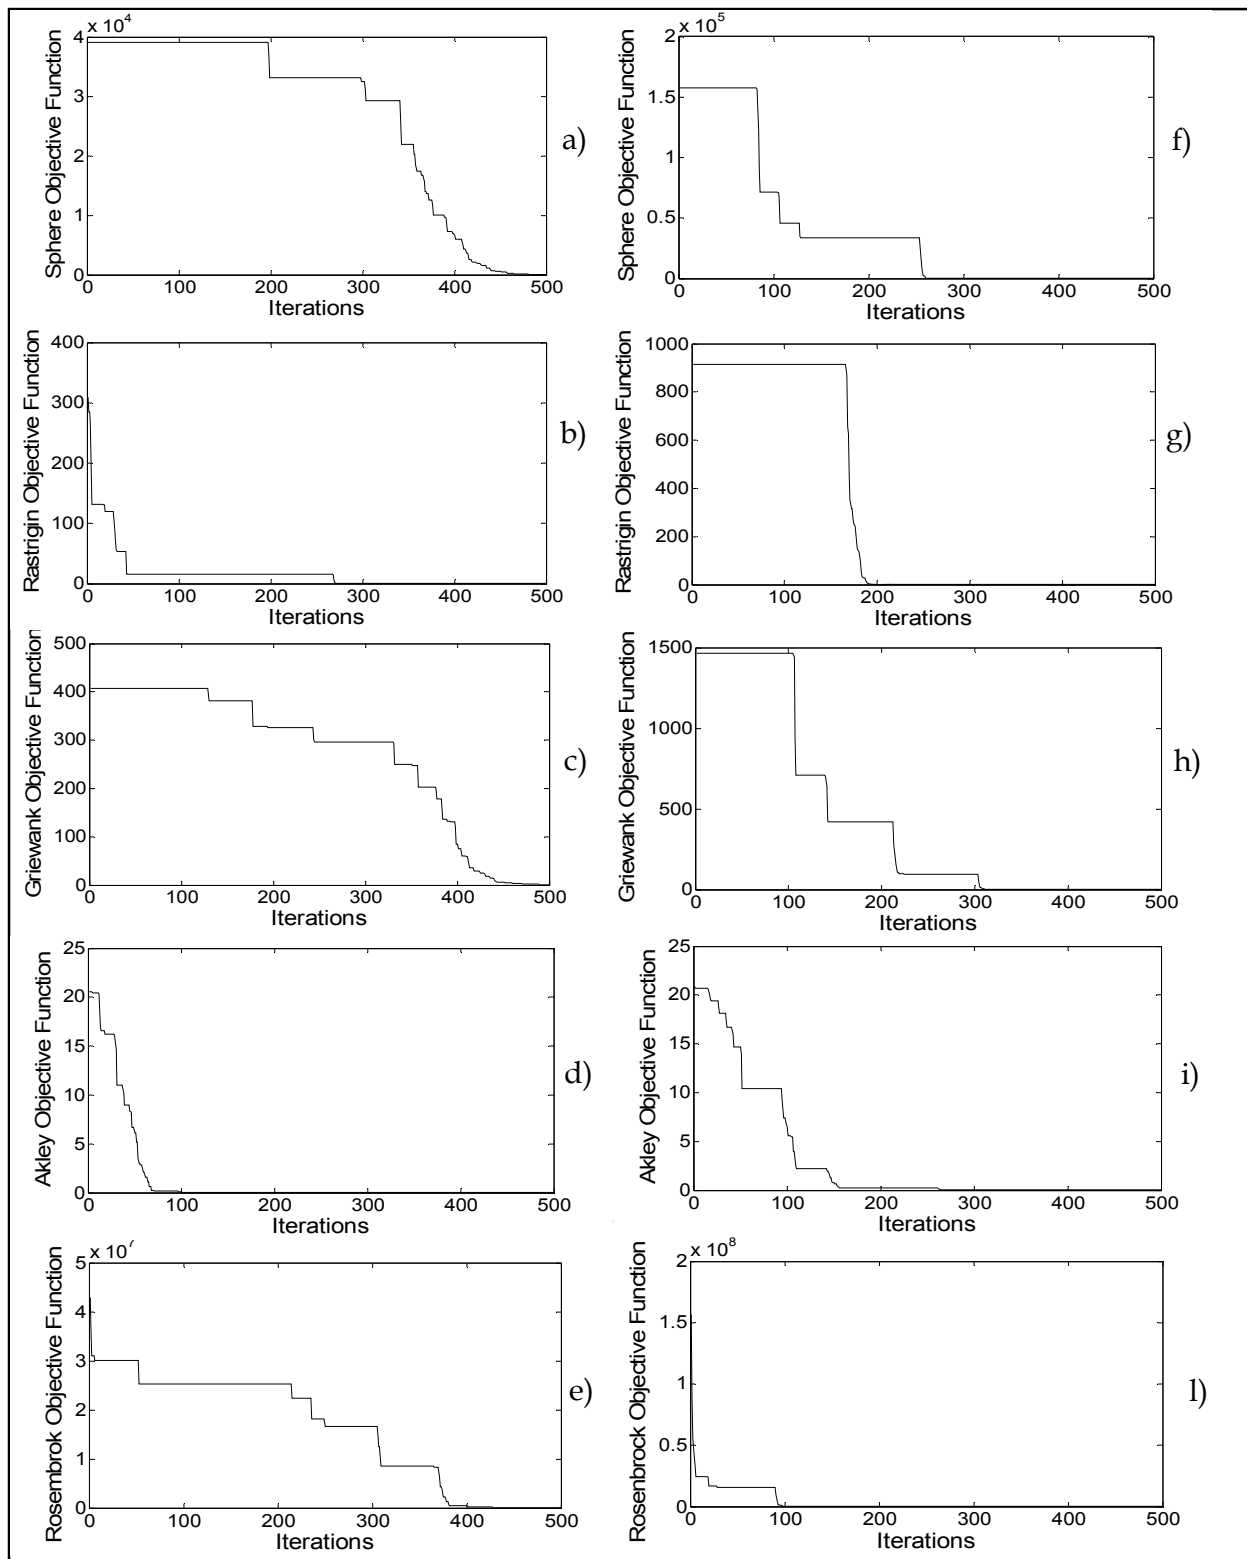 x 10⁴
4
3
2
1
0
0 100 200 300 400 500
Iterations
Sphere Objective Function
a)
x 10⁵
2
1.5
1
0.5
0
0 100 200 300 400 500
Iterations
Sphere Objective Function
f)
400
300
200
100
0
0 100 200 300 400 500
Iterations
Rastrigin Objective Function
b)
1000
800
600
400
200
0
0 100 200 300 400 500
Iterations
Rastrigin Objective Function
g)
500
400
300
200
100
0
0 100 200 300 400 500
Iterations
Griewank Objective Function
c)
1500
1000
500
0
0 100 200 300 400 500
Iterations
Griewank Objective Function
h)
25
20
15
10
5
0
0 100 200 300 400 500
Iterations
Akley Objective Function
d)
25
20
15
10
5
0
0 100 200 300 400 500
Iterations
Akley Objective Function
i)
x 10⁷
5
4
3
2
1
0
0 100 200 300 400 500
Iterations
Rosembrok Objective Function
e)
x 10⁸
2
1.5
1
0.5
0
0 100 200 300 400 500
Iterations
Rosenbrock Objective Function
l)